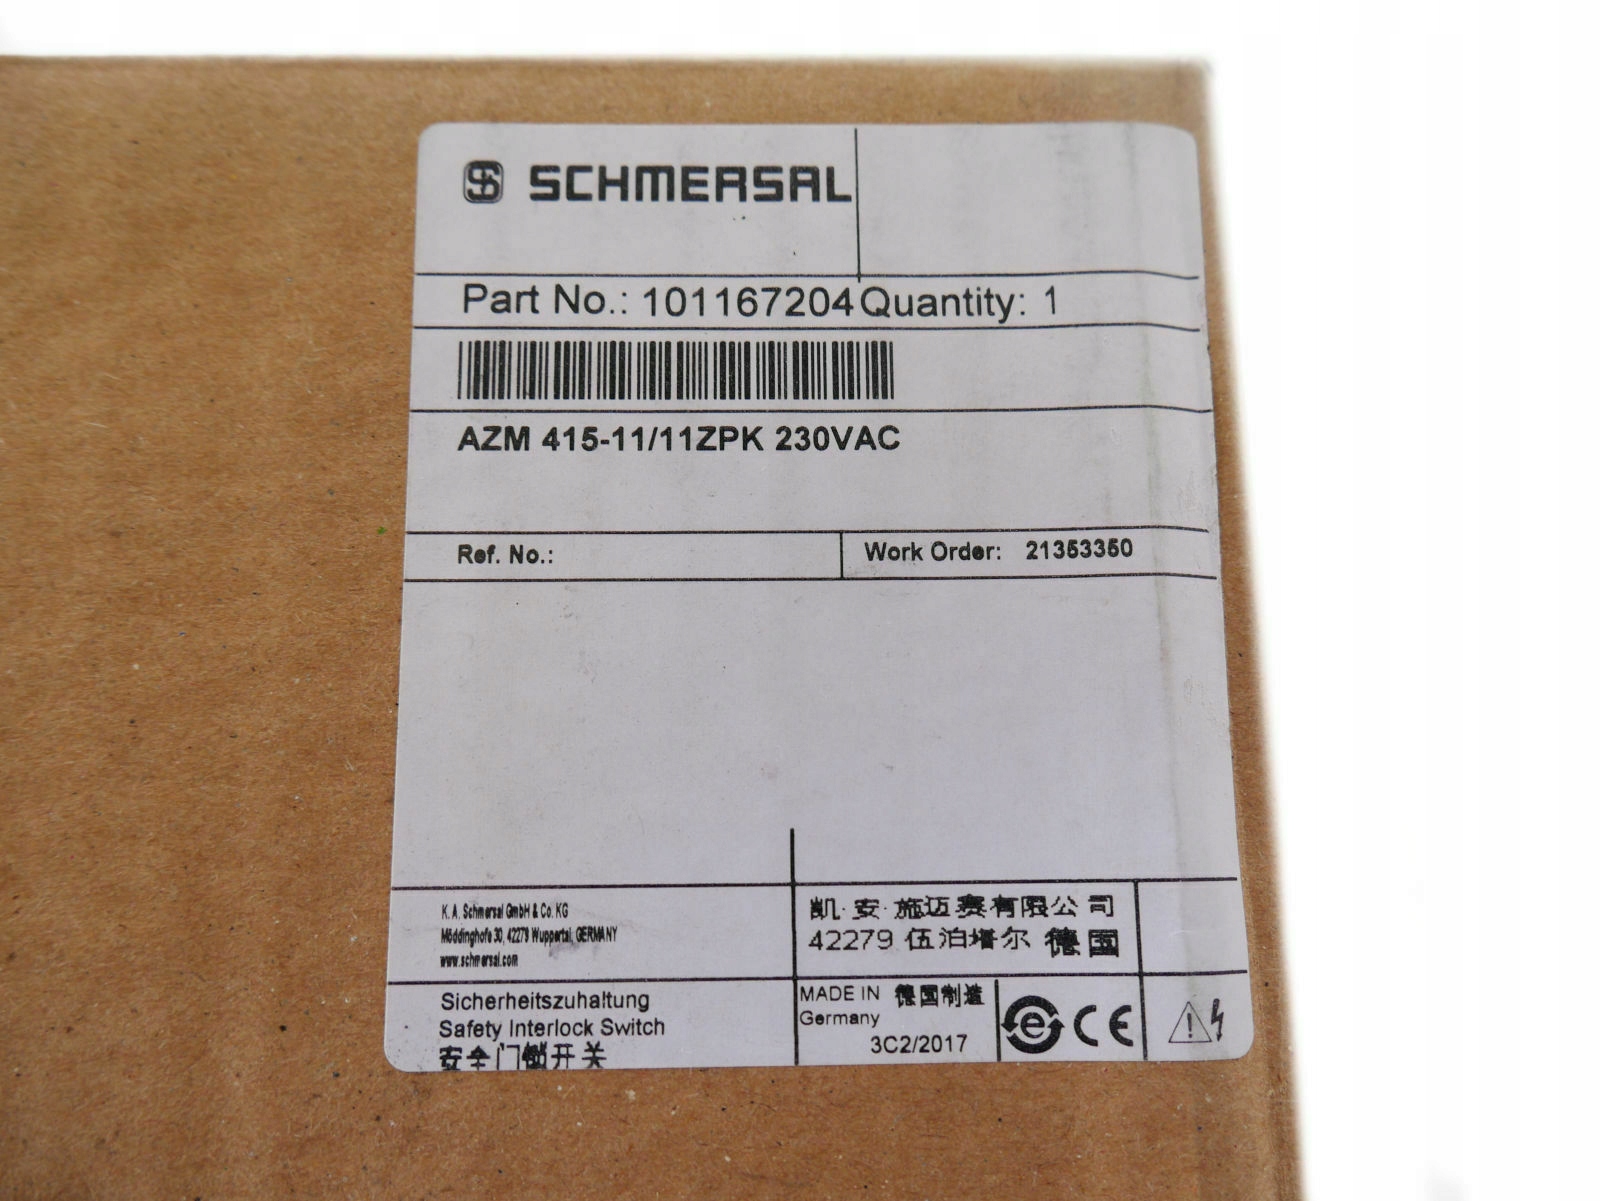 SCHMERSAL
Part No.: 101167204 Quantity: 1
AZM 415-11/11ZPK 230VAC
Ref. No.: Work Order: 21353350
K. A. Schmersal GmbH & Co. KG
Möddinghofe 30, 42279 Wuppertal, GERMANY
www.schmersal.com
凯·安·施迈赛有限公司
42279 伍泊塔尔 德国
Sicherheitszuhaltung
Safety Interlock Switch
安全门锁开关
MADE IN 德国制造
Germany
3C2/2017
e CE